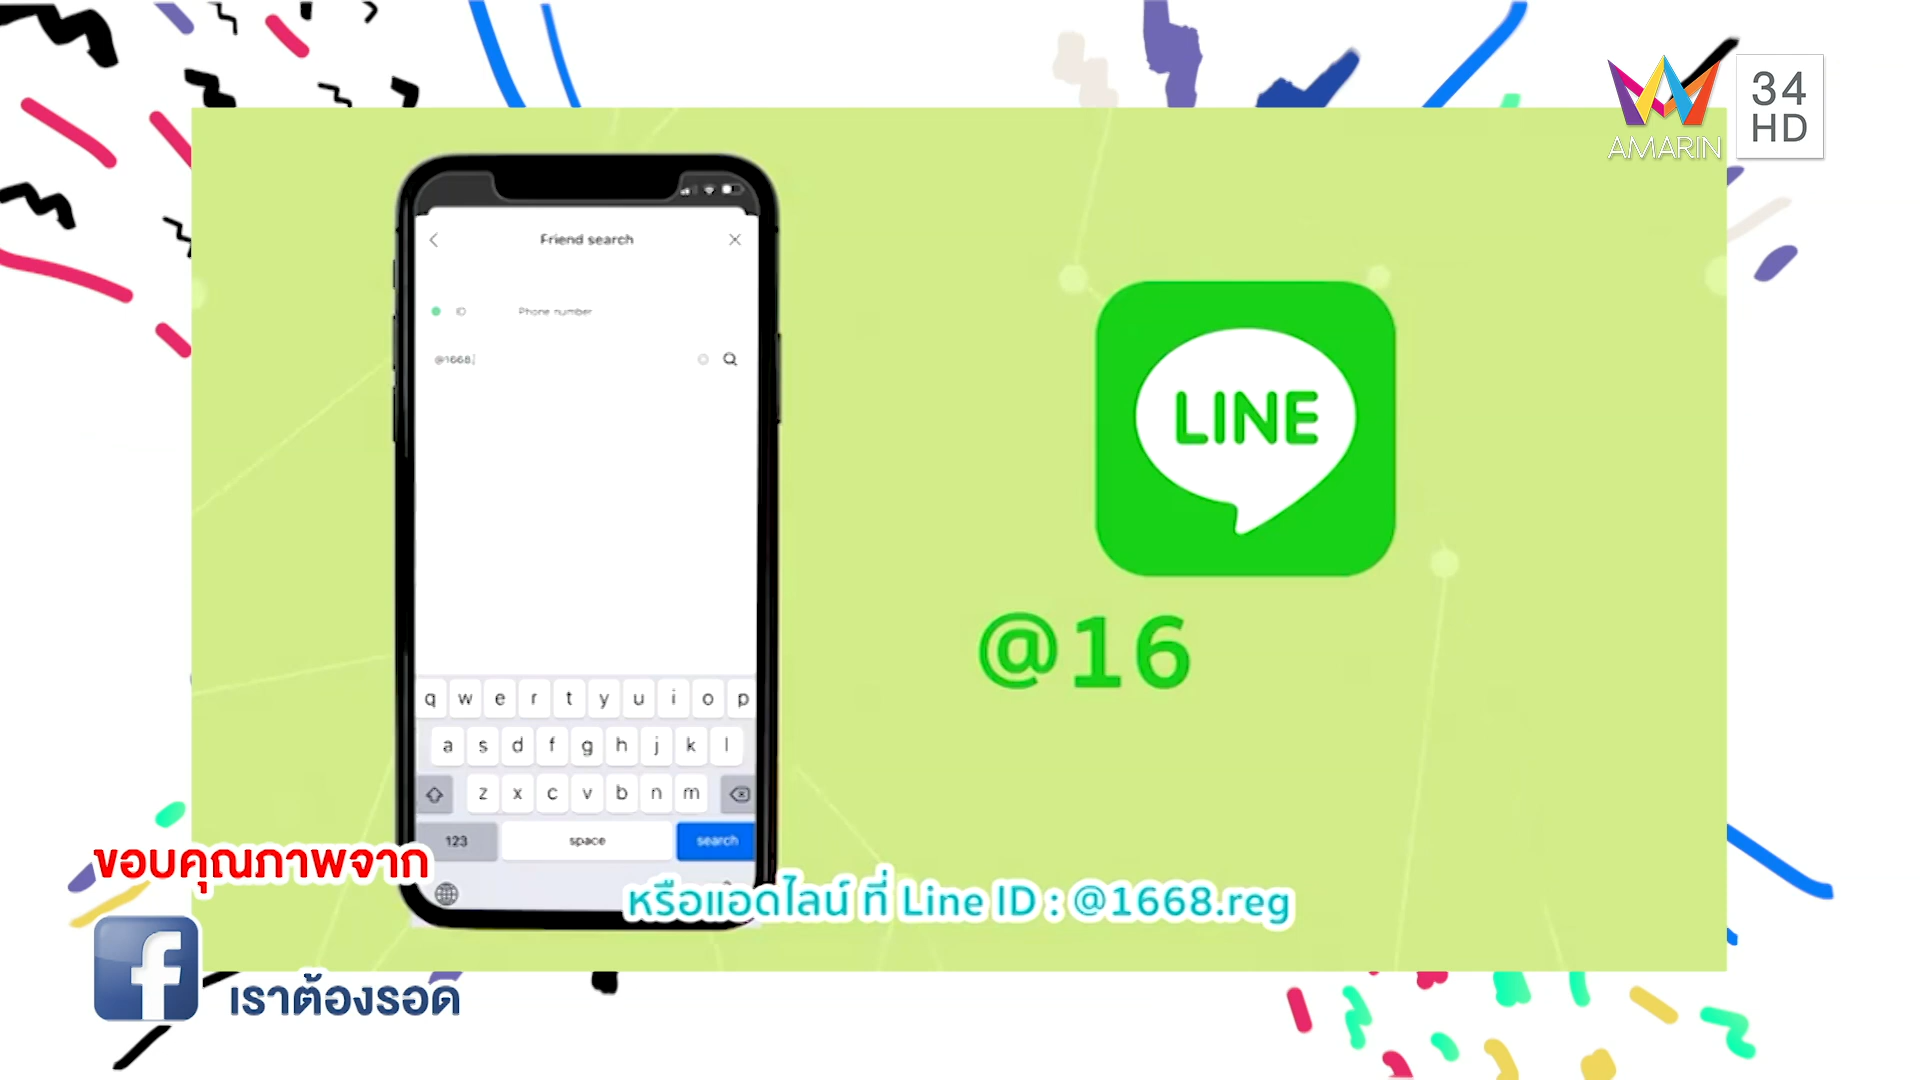 34
HD
AMARIN
Friend search
ID
Phone number
@1668.
LINE
@16
q w e r t y u i o p
a s d f g h j k l
z x c v b n m
123
space
search
ขอบคุณภาพจาก
หรือแอดไลน์ ที่ Line ID : @1668.reg
f
เราต้องรอด